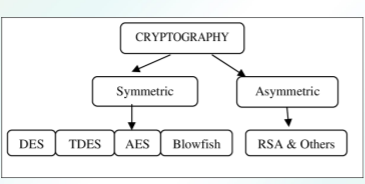 CRYPTOGRAPHY
Symmetric Asymmetric
DES TDES AES Blowfish RSA & Others